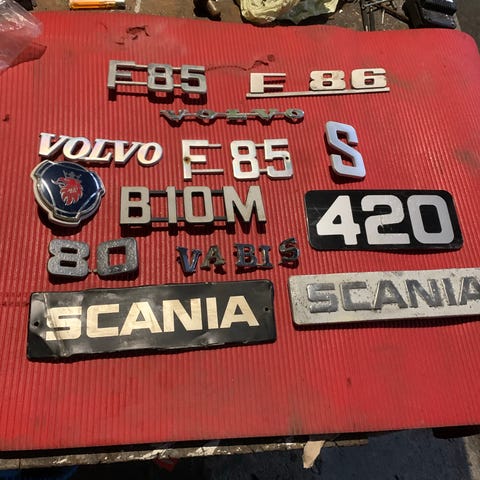 F85
F 86
VOLVO
VOLVO
F 85
S
B10M
420
80
VABIS
SCANIA
SCANIA